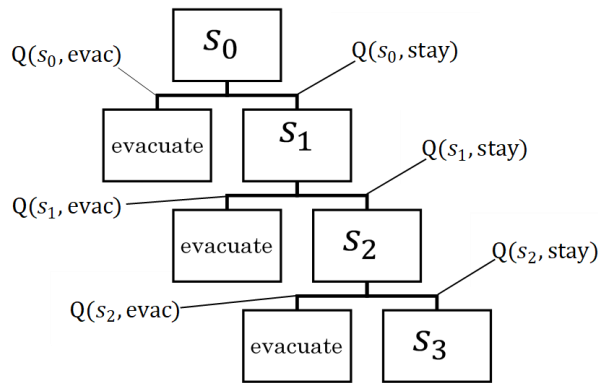 s₀
Q(s₀, evac)
Q(s₀, stay)
evacuate
s₁
Q(s₁, stay)
Q(s₁, evac)
evacuate
s₂
Q(s₂, stay)
Q(s₂, evac)
evacuate
s₃